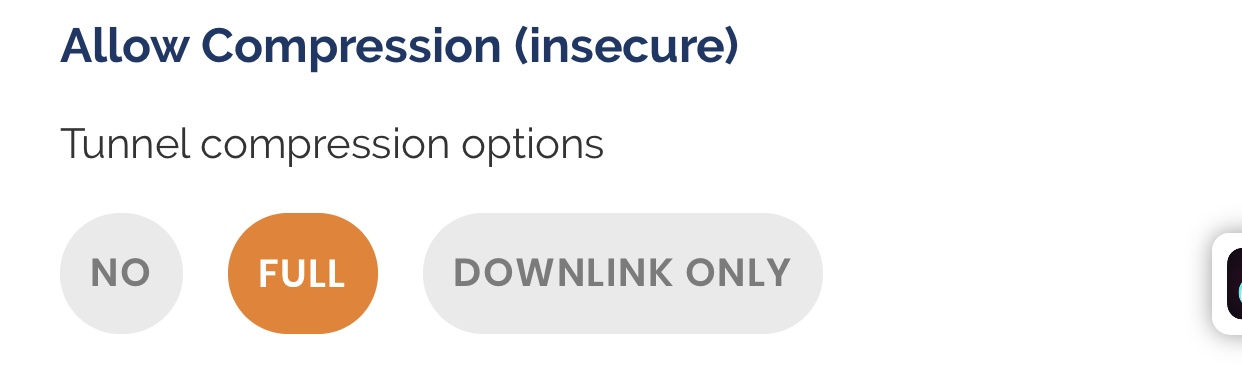 Allow Compression (insecure)
Tunnel compression options
NO FULL DOWNLINK ONLY